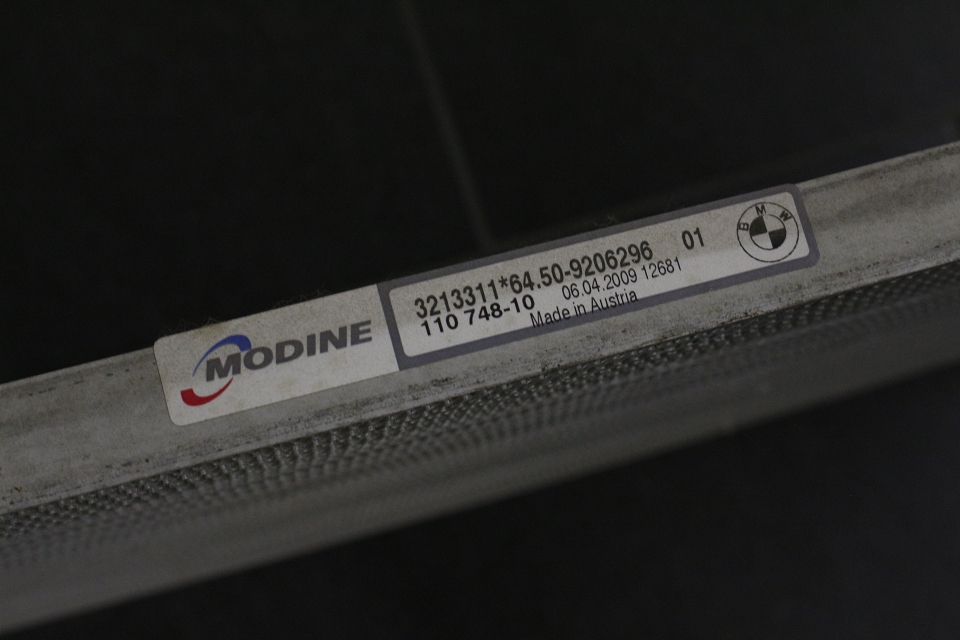 MODINE
3213311*64.50-9206296 01
110 748-10 06.04.2009 12681
Made in Austria
BMW